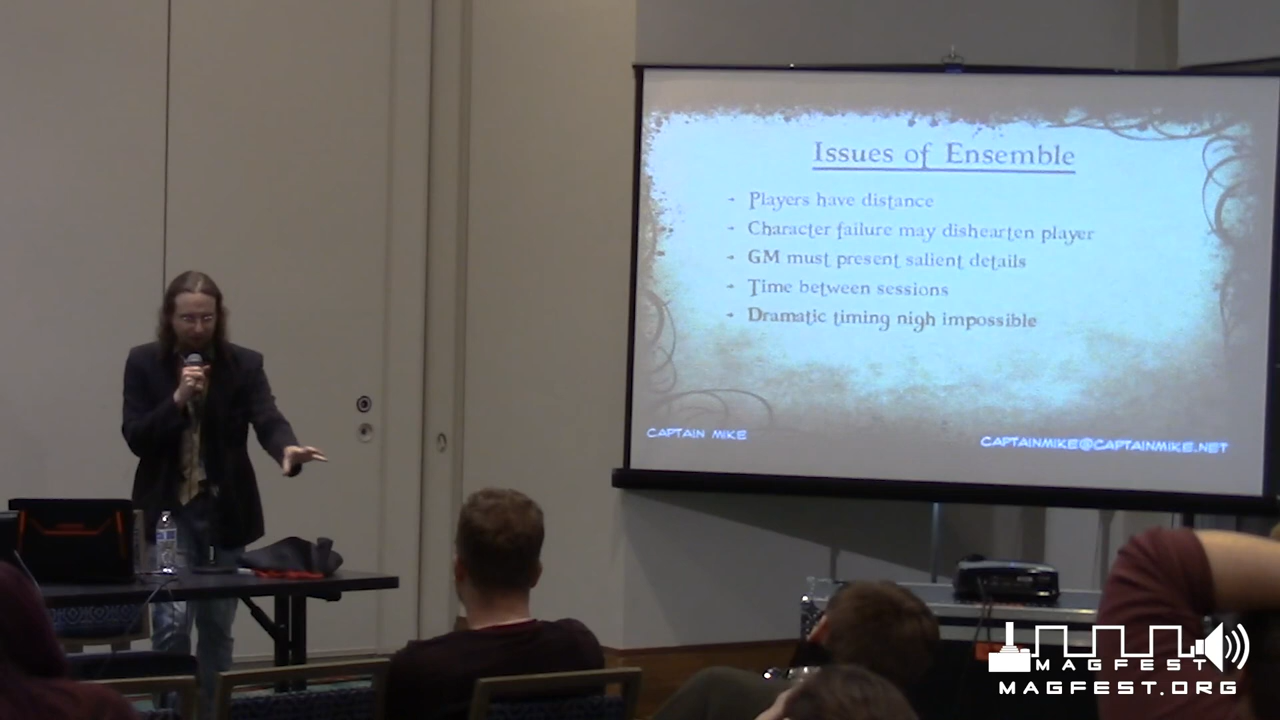 Issues of Ensemble
- Players have distance
- Character failure may dishearten player
- GM must present salient details
- Time between sessions
- Dramatic timing nigh impossible
CAPTAIN MIKE
CAPTAINMIKE@CAPTAINMIKE.NET
MAGFEST
MAGFEST.ORG